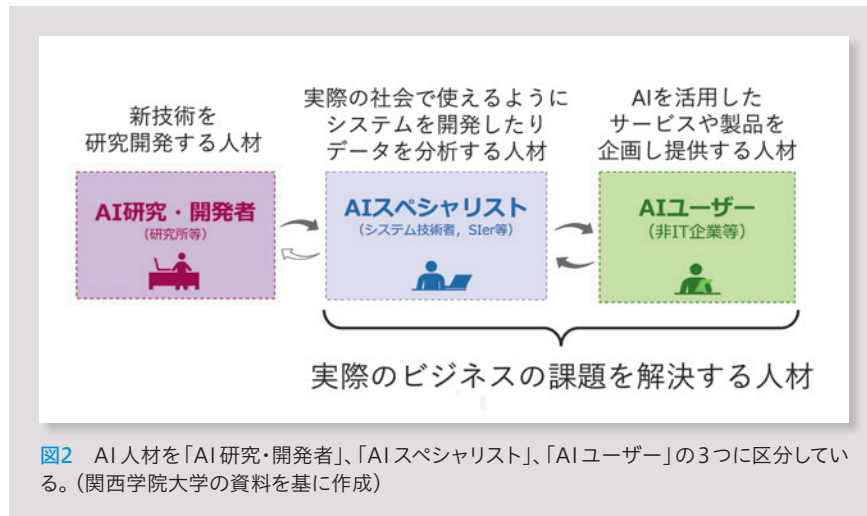 新技術を
研究開発する人材
実際の社会で使えるように
システムを開発したり
データを分析する人材
AIを活用した
サービスや製品を
企画し提供する人材
AI研究・開発者
(研究所等)
AIスペシャリスト
(システム技術者, SIer等)
AIユーザー
(非IT企業等)
実際のビジネスの課題を解決する人材
図2 AI人材を「AI研究・開発者」、「AIスペシャリスト」、「AIユーザー」の3つに区分してい
る。(関西学院大学の資料を基に作成)